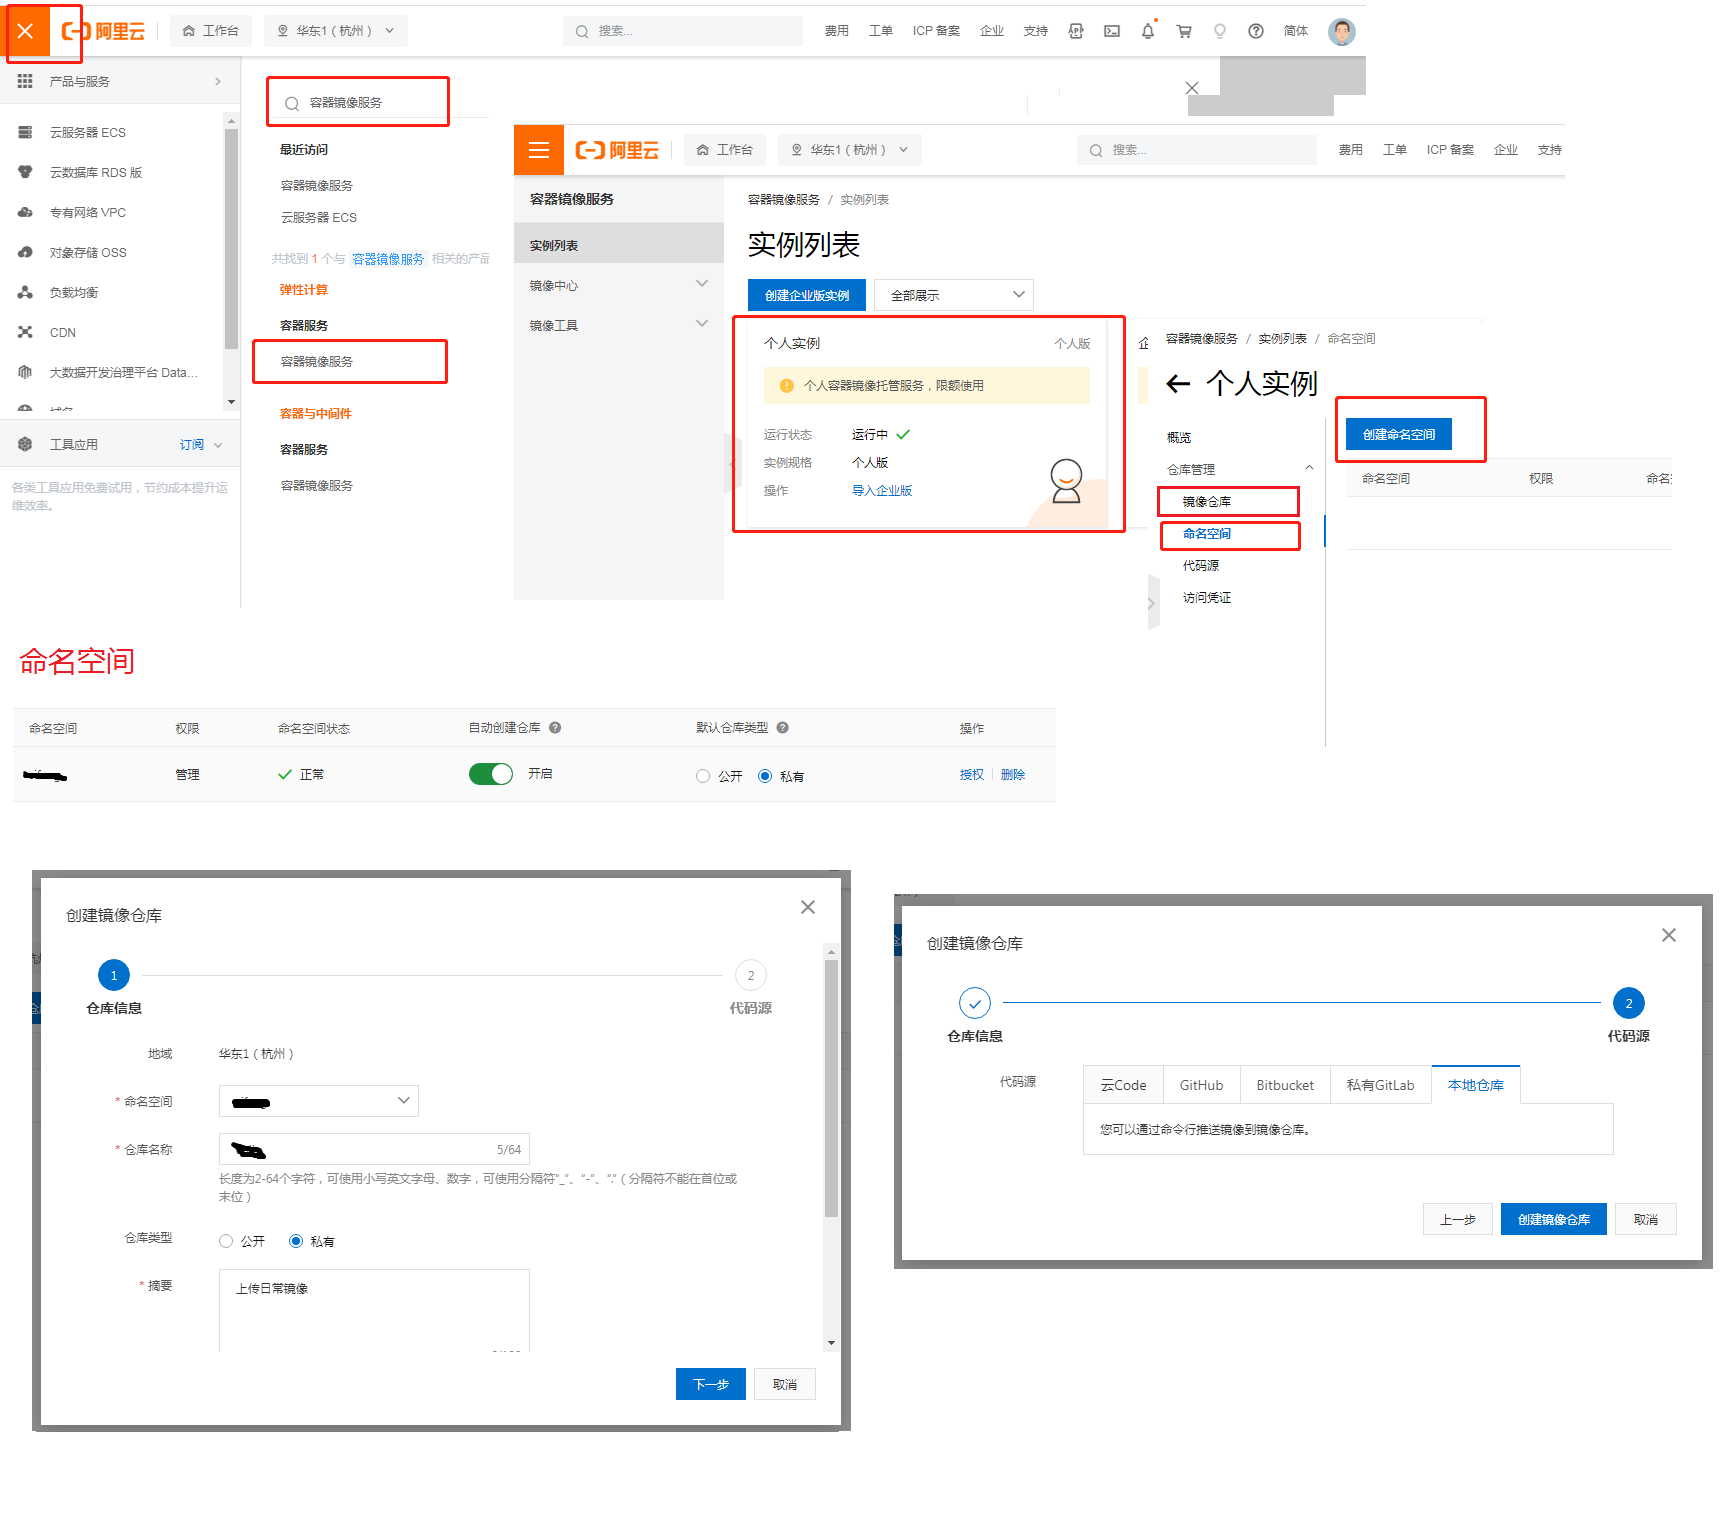 阿里云
工作台
华东1（杭州）
搜索...
费用
工单
ICP 备案
企业
支持
简体
产品与服务
云服务器 ECS
云数据库 RDS 版
专有网络 VPC
对象存储 OSS
负载均衡
CDN
大数据开发治理平台 Data...
工具应用
订阅
各类工具应用免费试用，节约成本提升运
维效率。
容器镜像服务
最近访问
容器镜像服务
云服务器 ECS
共找到 1 个与 容器镜像服务 相关的产品
弹性计算
容器服务
容器镜像服务
容器与中间件
容器服务
容器镜像服务
阿里云
工作台
华东1（杭州）
搜索...
费用
工单
ICP 备案
企业
支持
容器镜像服务
实例列表
镜像中心
镜像工具
容器镜像服务 / 实例列表
实例列表
创建企业版实例
全部展示
个人实例
个人版
个人容器镜像托管服务，限额使用
运行状态
运行中
实例规格
个人版
操作
导入企业版
企
容器镜像服务 / 实例列表 / 命名空间
个人实例
概览
仓库管理
镜像仓库
命名空间
代码源
访问凭证
创建命名空间
命名空间
权限
命名
命名空间
命名空间
权限
命名空间状态
自动创建仓库
默认仓库类型
操作
管理
正常
开启
公开
私有
授权
删除
创建镜像仓库
1
2
仓库信息
代码源
地域
华东1（杭州）
* 命名空间
* 仓库名称
5/64
长度为2-64个字符，可使用小写英文字母、数字，可使用分隔符“_”、“-”、“.”（分隔符不能在首位或
末位）
仓库类型
公开
私有
* 摘要
上传日常镜像
下一步
取消
创建镜像仓库
2
仓库信息
代码源
代码源
云Code
GitHub
Bitbucket
私有GitLab
本地仓库
您可以通过命令行推送镜像到镜像仓库。
上一步
创建镜像仓库
取消